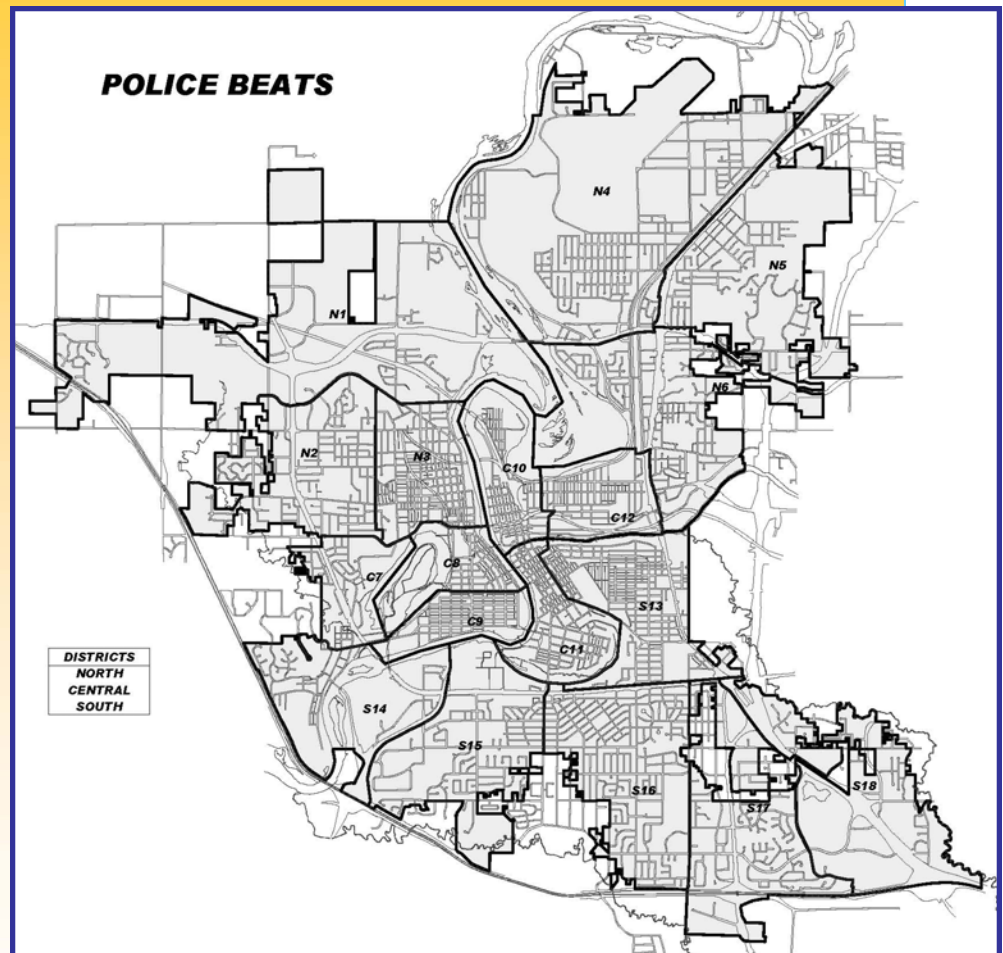 POLICE BEATS
N4
N5
N1
N6
N2
N3
C10
C12
C7
C8
S13
C9
C11
DISTRICTS
NORTH
CENTRAL
SOUTH
S14
S15
S16
S18
S17